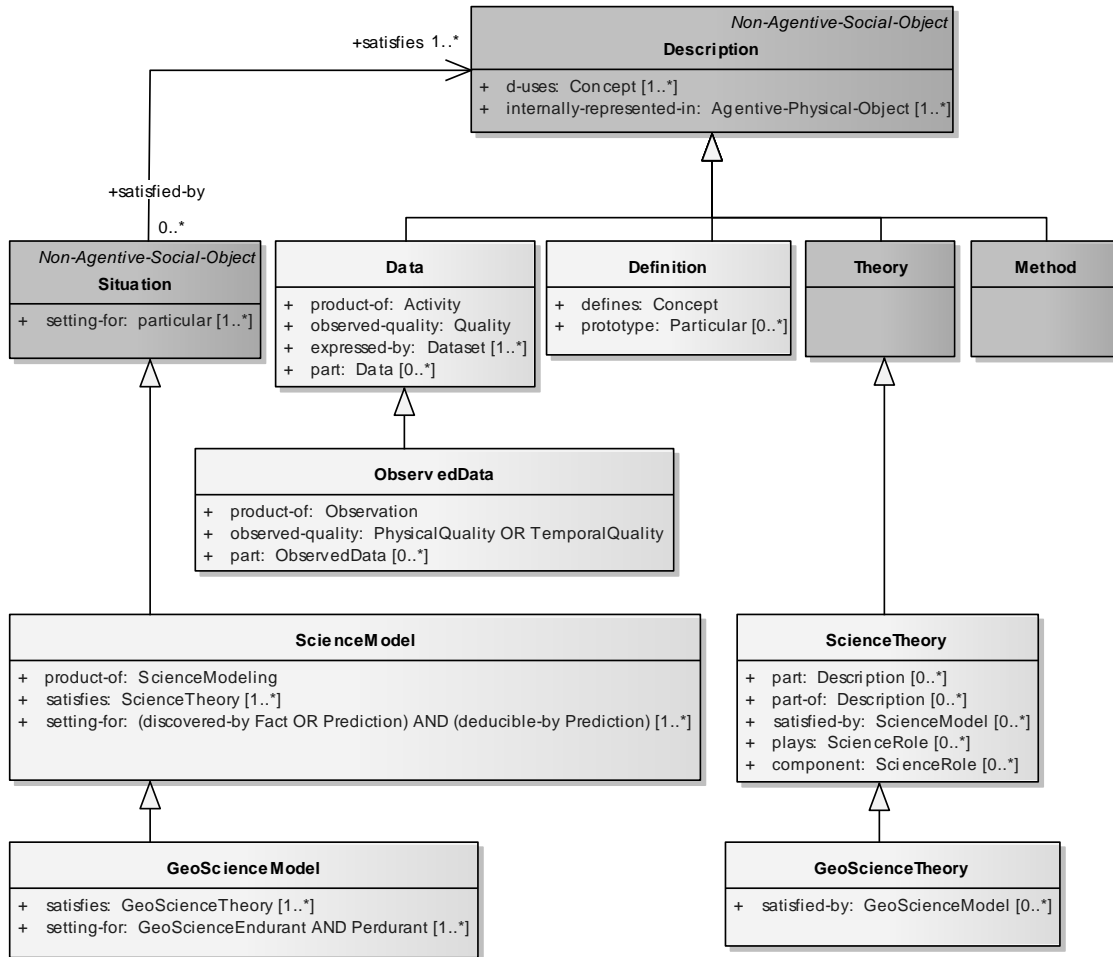 Non-Agentive-Social-Object
Description
+ d-uses: Concept [1..*]
+ internally-represented-in: Agentive-Physical-Object [1..*]
+satisfies 1..*
+satisfied-by
0..*
Non-Agentive-Social-Object
Situation
+ setting-for: particular [1..*]
Data
+ product-of: Activity
+ observed-quality: Quality
+ expressed-by: Dataset [1..*]
+ part: Data [0..*]
Definition
+ defines: Concept
+ prototype: Particular [0..*]
Theory
Method
ObservedData
+ product-of: Observation
+ observed-quality: PhysicalQuality OR TemporalQuality
+ part: ObservedData [0..*]
ScienceModel
+ product-of: ScienceModeling
+ satisfies: ScienceTheory [1..*]
+ setting-for: (discovered-by Fact OR Prediction) AND (deducible-by Prediction) [1..*]
ScienceTheory
+ part: Description [0..*]
+ part-of: Description [0..*]
+ satisfied-by: ScienceModel [0..*]
+ plays: ScienceRole [0..*]
+ component: ScienceRole [0..*]
GeoScienceModel
+ satisfies: GeoScienceTheory [1..*]
+ setting-for: GeoScienceEndurant AND Perdurant [1..*]
GeoScienceTheory
+ satisfied-by: GeoScienceModel [0..*]